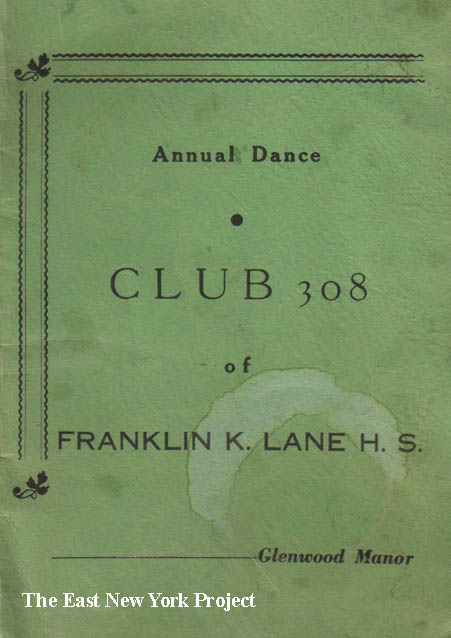 Annual Dance
CLUB 308
of
FRANKLIN K. LANE H. S.
Glenwood Manor
The East New York Project